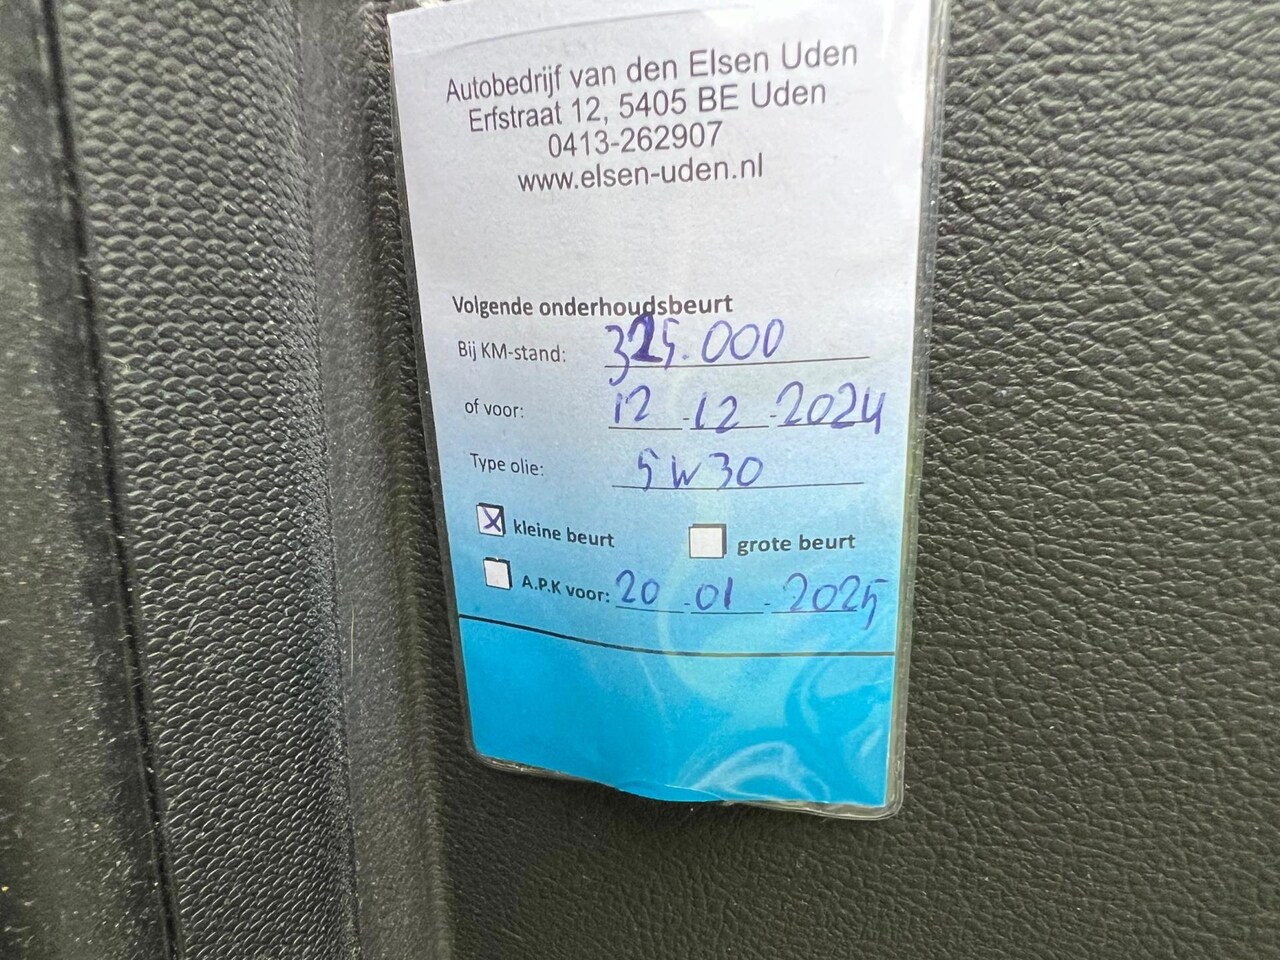 Autobedrijf van den Elsen Uden
Erfstraat 12, 5405 BE Uden
0413-262907
www.elsen-uden.nl
Volgende onderhoudsbeurt
Bij KM-stand: 325.000
of voor: 12 - 12 - 2024
Type olie: 5W30
kleine beurt grote beurt
A.P.K voor: 20 - 01 - 2025